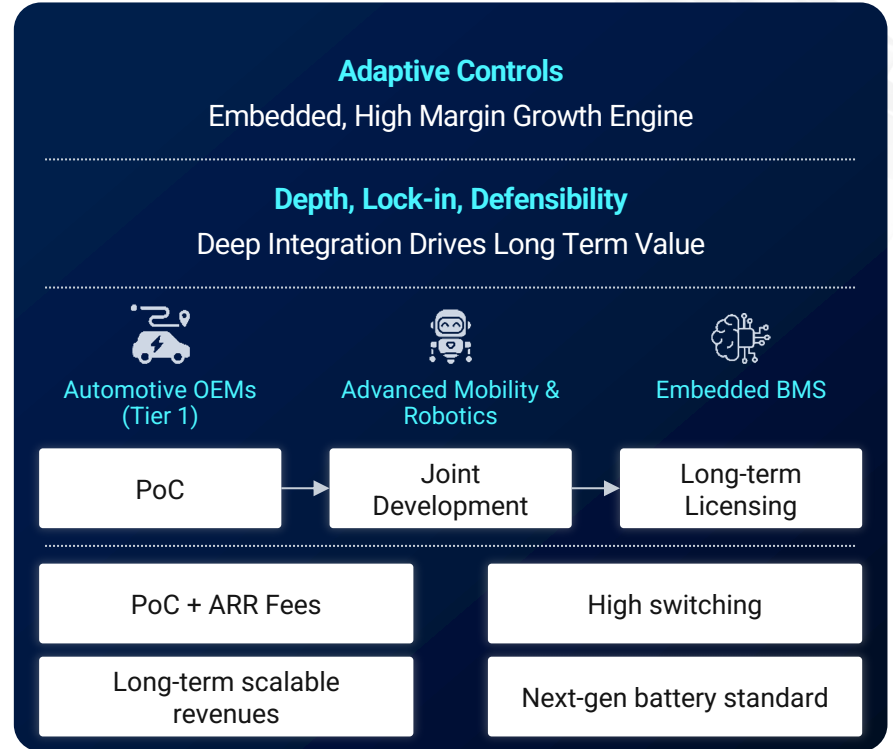 Adaptive Controls
Embedded, High Margin Growth Engine
Depth, Lock-in, Defensibility
Deep Integration Drives Long Term Value
Automotive OEMs
(Tier 1)
Advanced Mobility &
Robotics
Embedded BMS
PoC
Joint
Development
Long-term
Licensing
PoC + ARR Fees
High switching
Long-term scalable
revenues
Next-gen battery standard